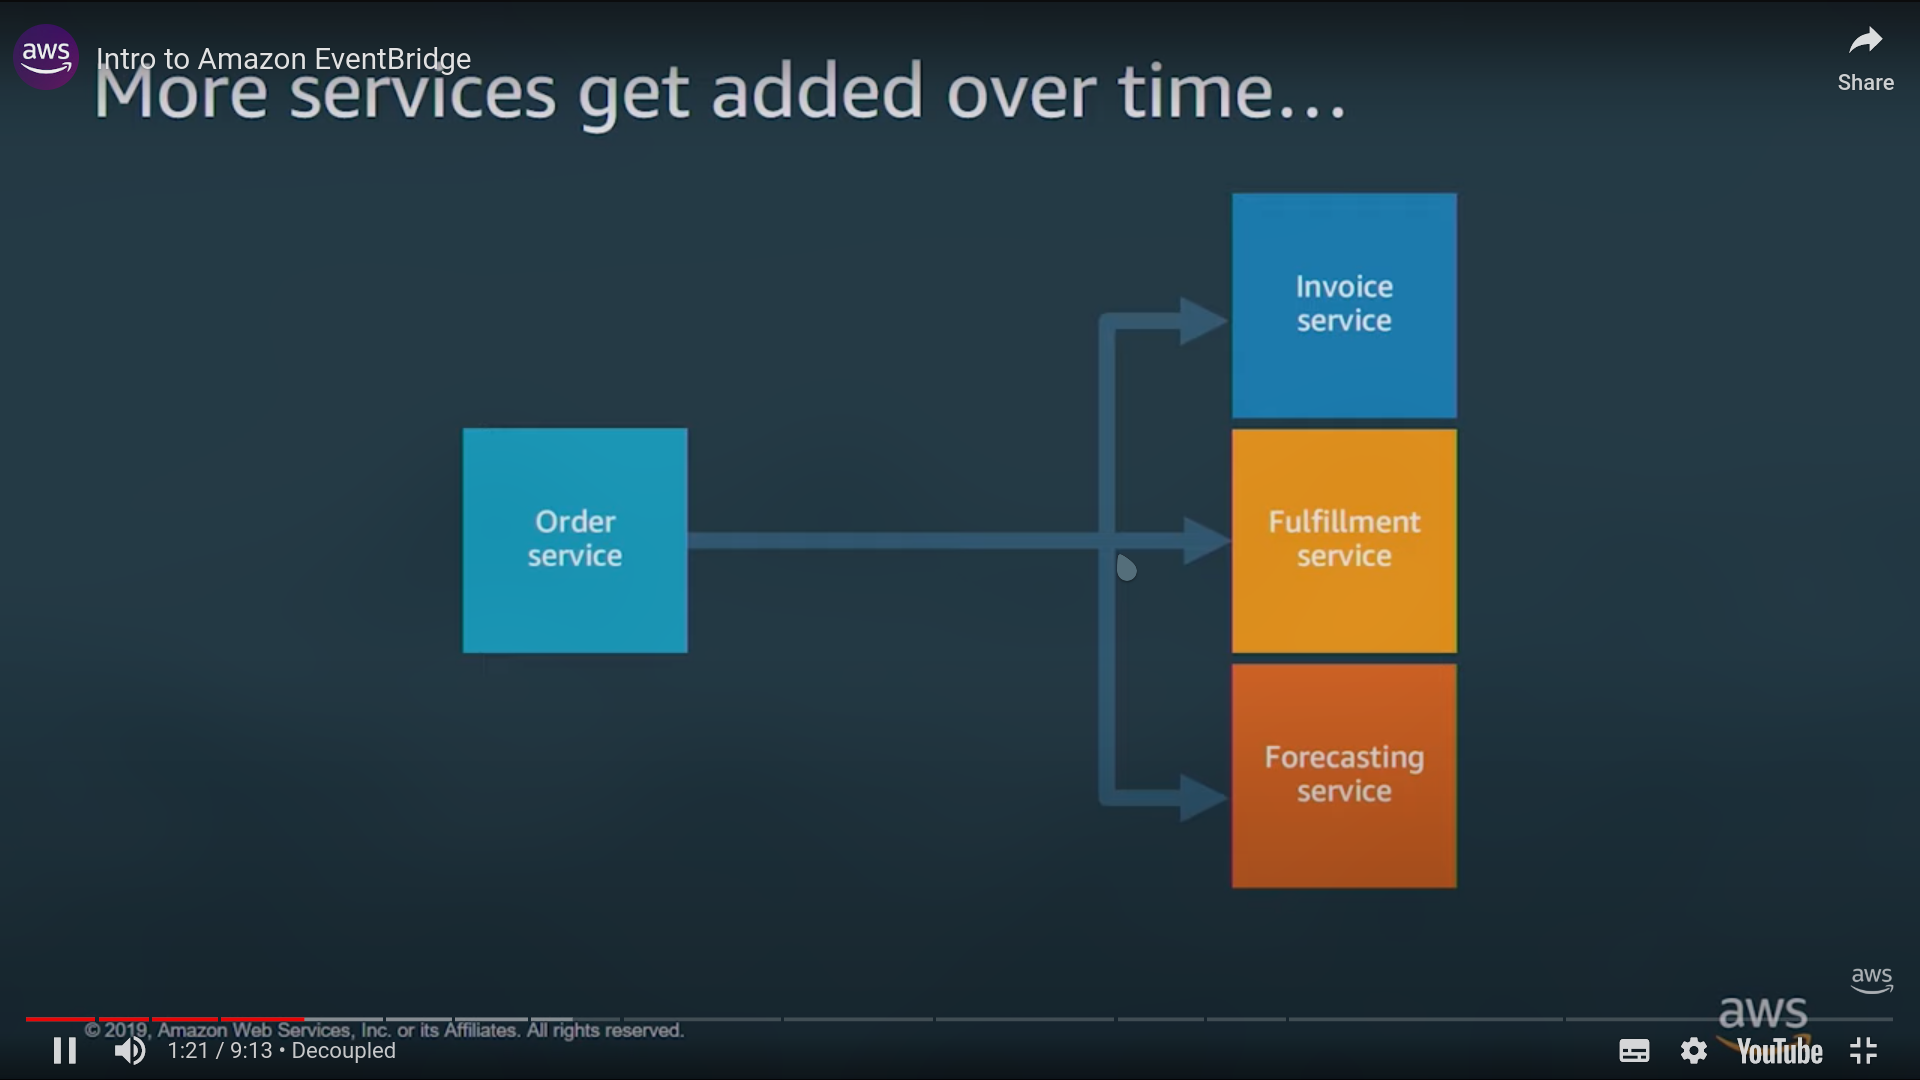 aws
Intro to Amazon EventBridge
Share
More services get added over time...
Invoice
service
Order
service
Fulfillment
service
Forecasting
service
aws
aws
© 2019, Amazon Web Services, Inc. or its Affiliates. All rights reserved.
1:21 / 9:13 • Decoupled
YouTube